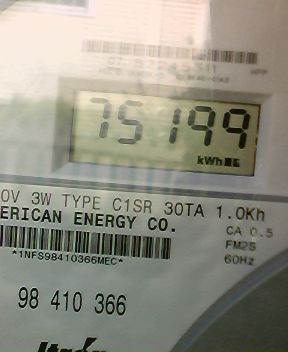 75199
kWh
0V 3W TYPE C1SR 30TA 1.0Kh
ERICAN ENERGY CO.
CA 0.5
FM2S
*1NFS98410366MEC*
60Hz
98 410 366
Itron